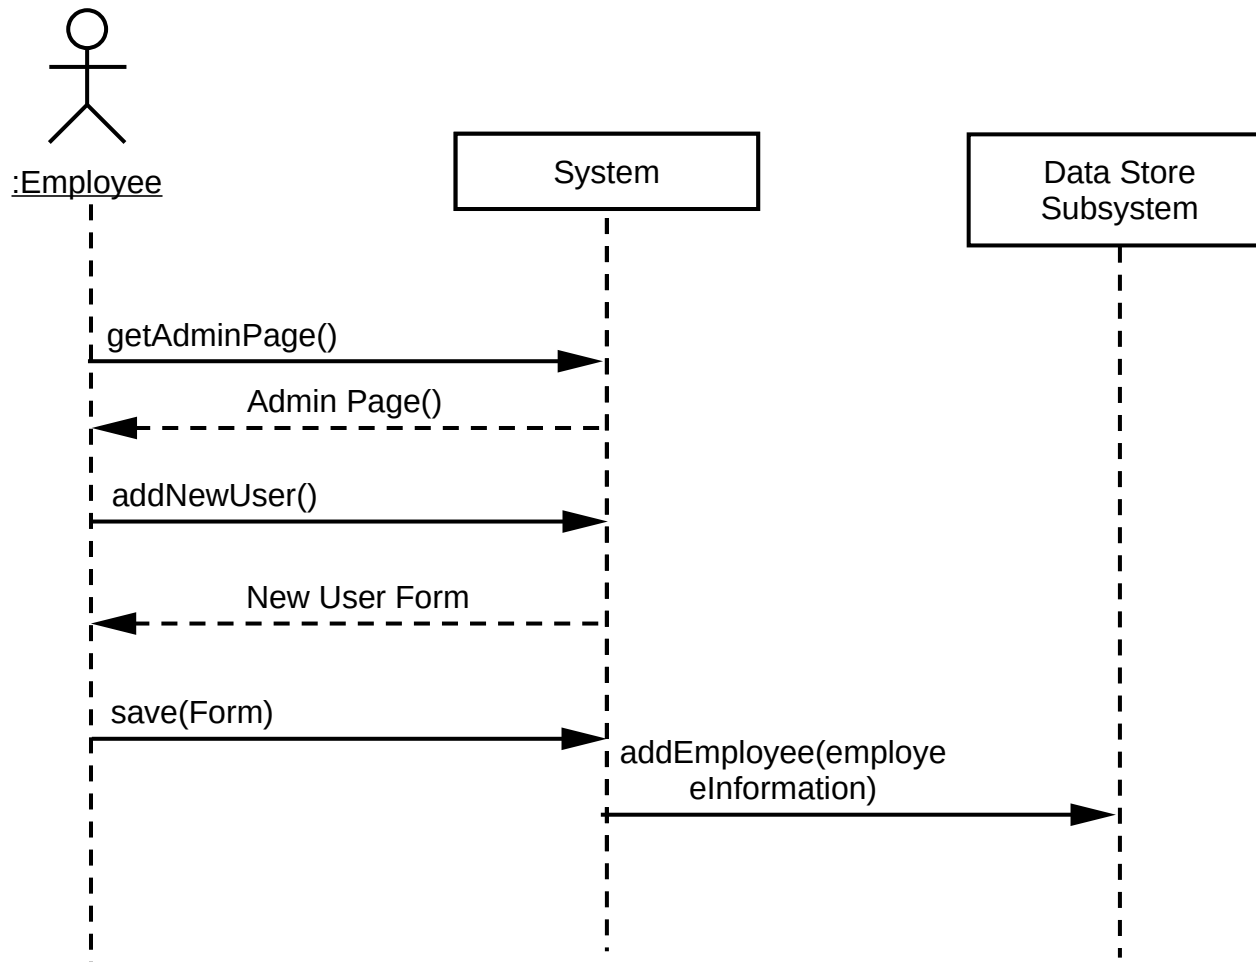 :Employee
System
Data Store
Subsystem
getAdminPage()
Admin Page()
addNewUser()
New User Form
save(Form)
addEmployee(employe
eInformation)